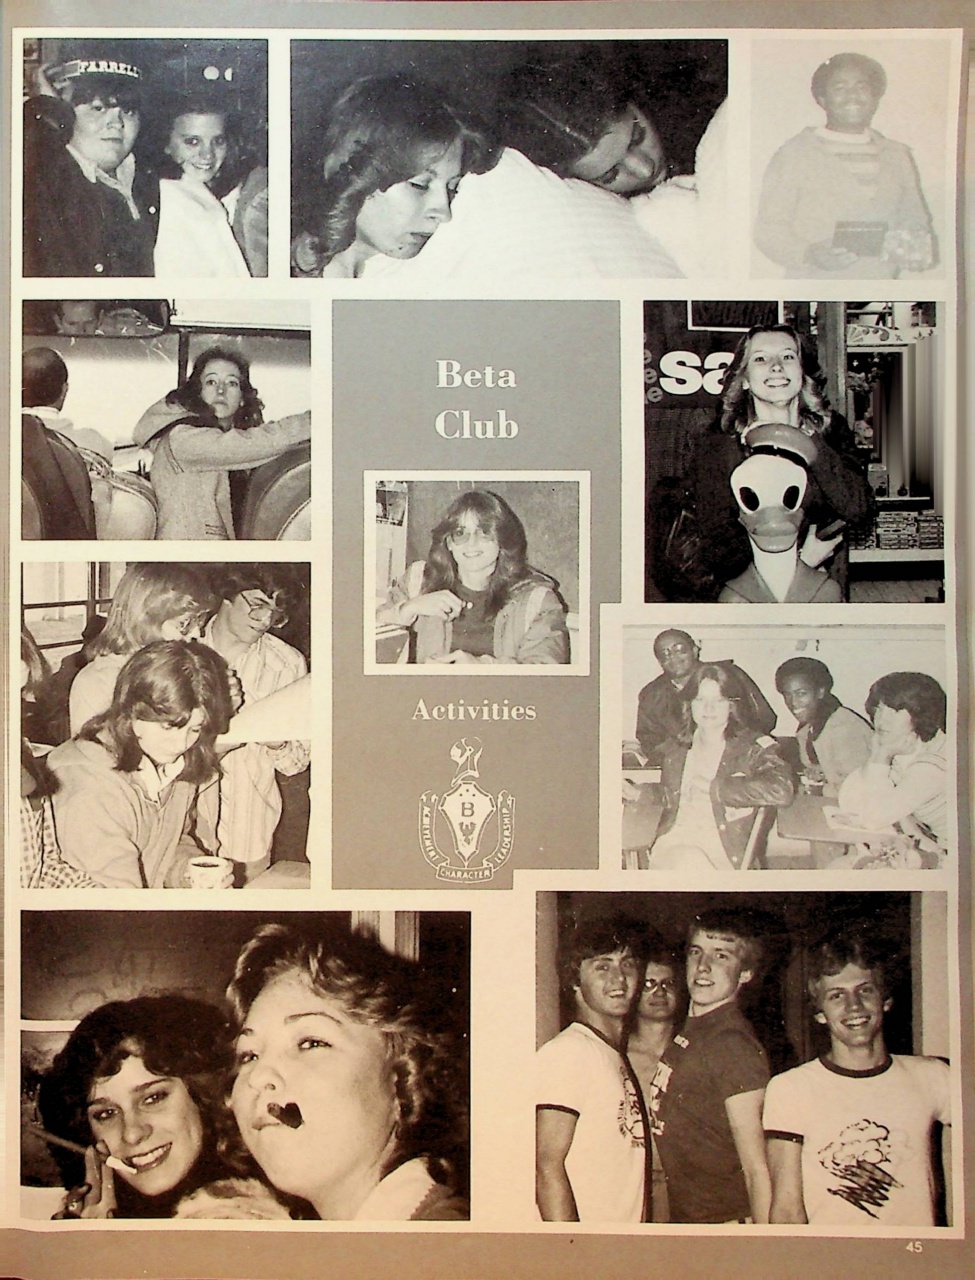 FARRELL
sa
Beta
Club
Activities
B
ACHIEVEMENT
CHARACTER
LEADERSHIP
45